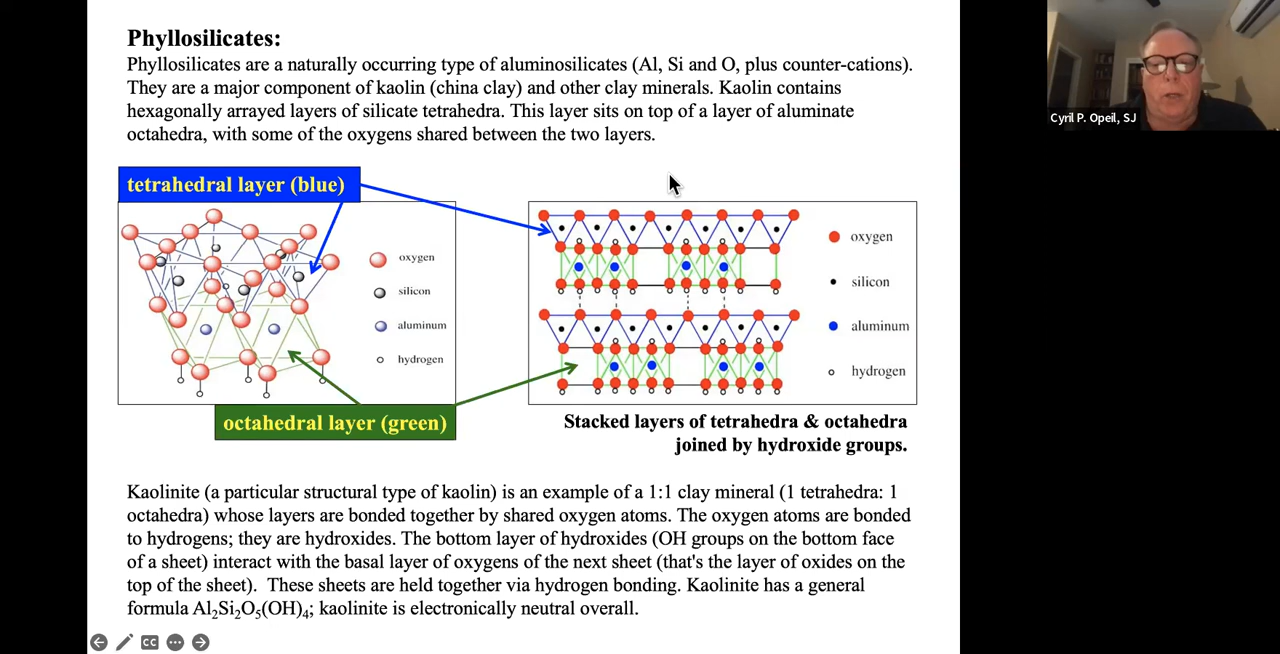 Phyllosilicates:
Phyllosilicates are a naturally occurring type of aluminosilicates (Al, Si and O, plus counter-cations).
They are a major component of kaolin (china clay) and other clay minerals. Kaolin contains
hexagonally arrayed layers of silicate tetrahedra. This layer sits on top of a layer of aluminate
octahedra, with some of the oxygens shared between the two layers.
Cyril P. Opeil, SJ
tetrahedral layer (blue)
oxygen
silicon
aluminum
hydrogen
octahedral layer (green)
oxygen
silicon
aluminum
hydrogen
Stacked layers of tetrahedra & octahedra
joined by hydroxide groups.
Kaolinite (a particular structural type of kaolin) is an example of a 1:1 clay mineral (1 tetrahedra: 1
octahedra) whose layers are bonded together by shared oxygen atoms. The oxygen atoms are bonded
to hydrogens; they are hydroxides. The bottom layer of hydroxides (OH groups on the bottom face
of a sheet) interact with the basal layer of oxygens of the next sheet (that's the layer of oxides on the
top of the sheet). These sheets are held together via hydrogen bonding. Kaolinite has a general
formula Al₂Si₂O₅(OH)₄; kaolinite is electronically neutral overall.
CC